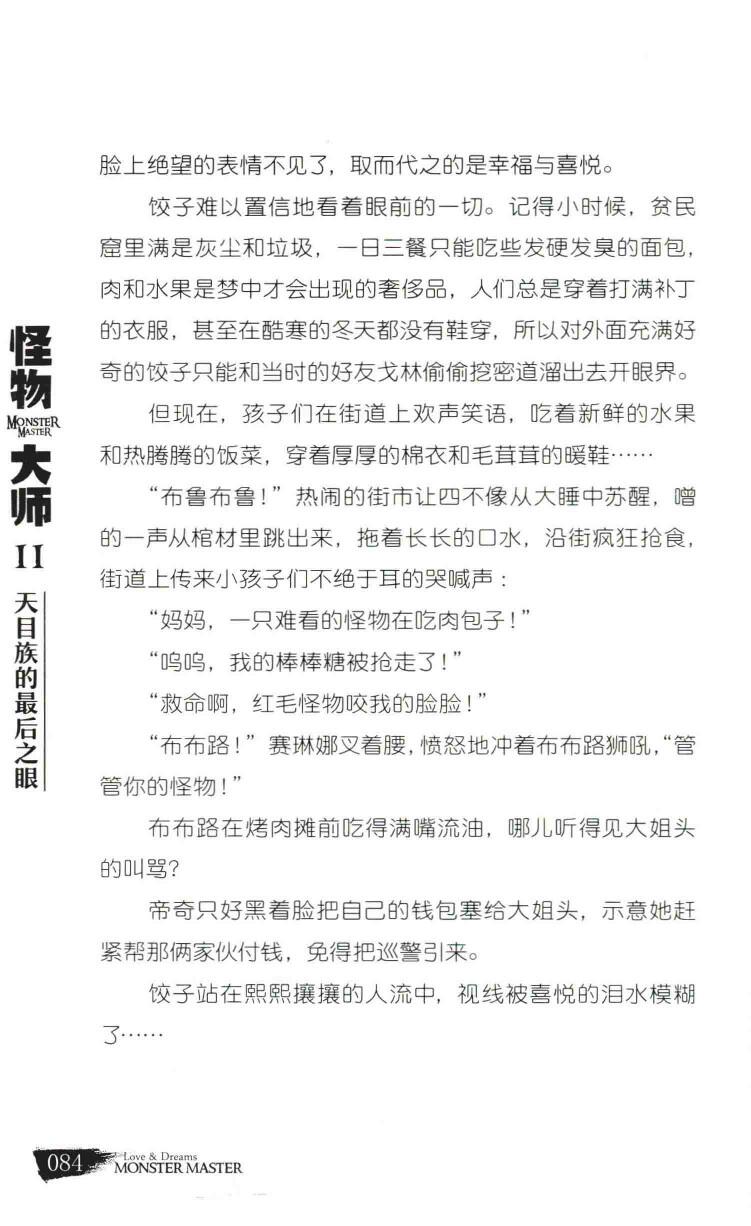 脸上绝望的表情不见了，取而代之的是幸福与喜悦。
饺子难以置信地看着眼前的一切。记得小时候，贫民
窟里满是灰尘和垃圾，一日三餐只能吃些发硬发臭的面包，
肉和水果是梦中才会出现的奢侈品，人们总是穿着打满补丁
的衣服，甚至在酷寒的冬天都没有鞋穿，所以对外面充满好
奇的饺子只能和当时的好友戈林偷偷挖密道溜出去开眼界。
但现在，孩子们在街道上欢声笑语，吃着新鲜的水果
和热腾腾的饭菜，穿着厚厚的棉衣和毛茸茸的暖鞋……
“布鲁布鲁！”热闹的街市让四不像从大睡中苏醒，噌
的一声从棺材里跳出来，拖着长长的口水，沿街疯狂抢食，
街道上传来小孩子们不绝于耳的哭喊声：
“妈妈，一只难看的怪物在吃肉包子！”
“呜呜，我的棒棒糖被抢走了！”
“救命啊，红毛怪物咬我的脸脸！”
“布布路！”赛琳娜叉着腰，愤怒地冲着布布路狮吼，“管
管你的怪物！”
布布路在烤肉摊前吃得满嘴流油，哪儿听得见大姐头
的叫骂？
帝奇只好黑着脸把自己的钱包塞给大姐头，示意她赶
紧帮那俩家伙付钱，免得把巡警引来。
饺子站在熙熙攘攘的人流中，视线被喜悦的泪水模糊
了……
怪物
MONSTER
MASTER
大师
II
天目族的最后之眼
084
Love & Dreams
MONSTER MASTER